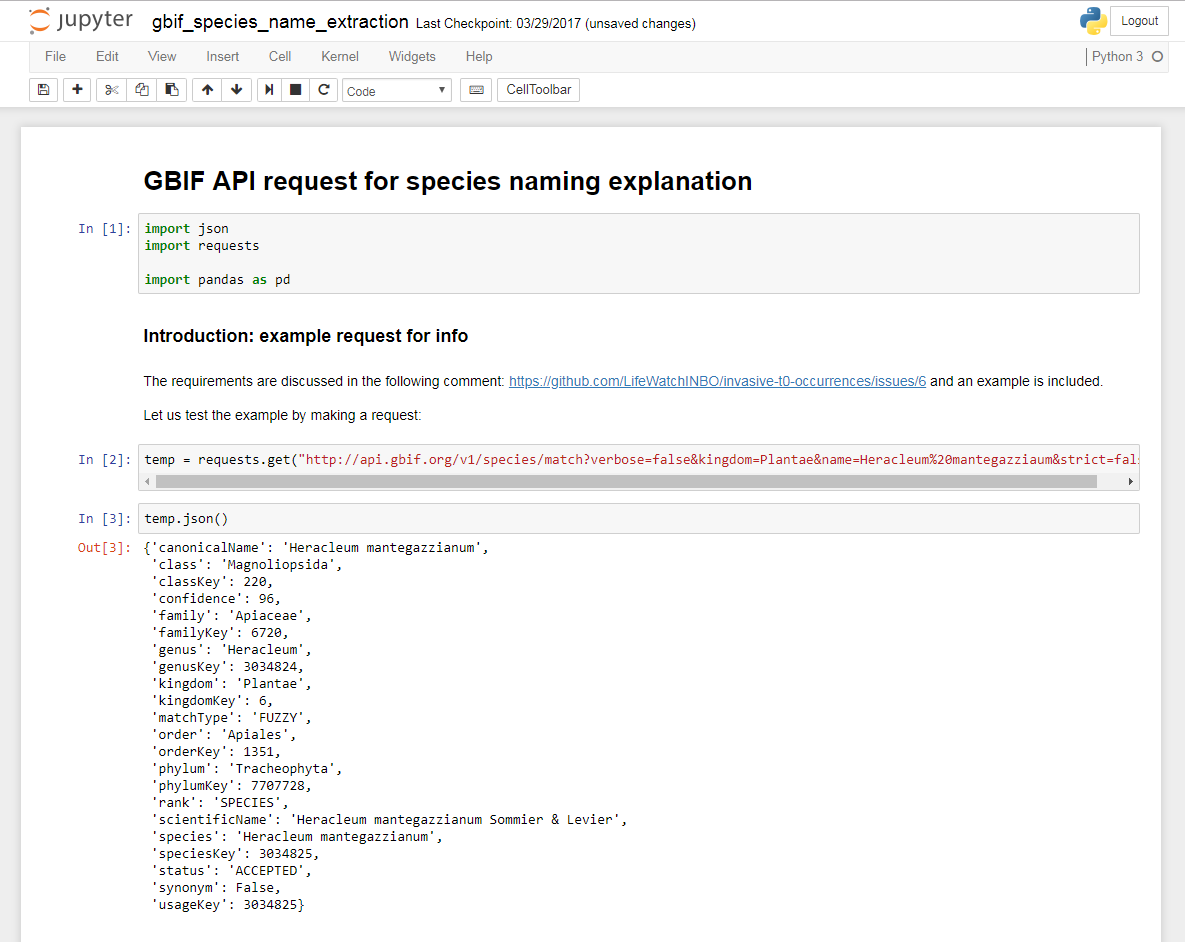 jupyter gbif_species_name_extraction Last Checkpoint: 03/29/2017 (unsaved changes) Logout
File Edit View Insert Cell Kernel Widgets Help Python 3
Code CellToolbar
GBIF API request for species naming explanation
In [1]: import json
import requests
import pandas as pd
Introduction: example request for info
The requirements are discussed in the following comment: https://github.com/LifeWatchINBO/invasive-t0-occurrences/issues/6 and an example is included.
Let us test the example by making a request:
In [2]: temp = requests.get("http://api.gbif.org/v1/species/match?verbose=false&kingdom=Plantae&name=Heracleum%20mantegazziaum&strict=fal
In [3]: temp.json()
Out[3]: {'canonicalName': 'Heracleum mantegazzianum',
'class': 'Magnoliopsida',
'classKey': 220,
'confidence': 96,
'family': 'Apiaceae',
'familyKey': 6720,
'genus': 'Heracleum',
'genusKey': 3034824,
'kingdom': 'Plantae',
'kingdomKey': 6,
'matchType': 'FUZZY',
'order': 'Apiales',
'orderKey': 1351,
'phylum': 'Tracheophyta',
'phylumKey': 7707728,
'rank': 'SPECIES',
'scientificName': 'Heracleum mantegazzianum Sommier & Levier',
'species': 'Heracleum mantegazzianum',
'speciesKey': 3034825,
'status': 'ACCEPTED',
'synonym': False,
'usageKey': 3034825}